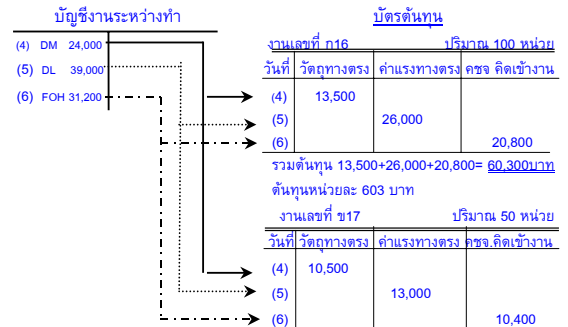 บัญชีงานระหว่างทำ
(4) DM 24,000
(5) DL 39,000
(6) FOH 31,200
บัตรต้นทุน
งานเลขที่ ก16 ปริมาณ 100 หน่วย
วันที่ วัตถุทางตรง ค่าแรงทางตรง คชจ คิดเข้างาน
(4) 13,500
(5) 26,000
(6) 20,800
รวมต้นทุน 13,500+26,000+20,800= 60,300บาท
ต้นทุนหน่วยละ 603 บาท
งานเลขที่ ข17 ปริมาณ 50 หน่วย
วันที่ วัตถุทางตรง ค่าแรงทางตรง คชจ.คิดเข้างาน
(4) 10,500
(5) 13,000
(6) 10,400